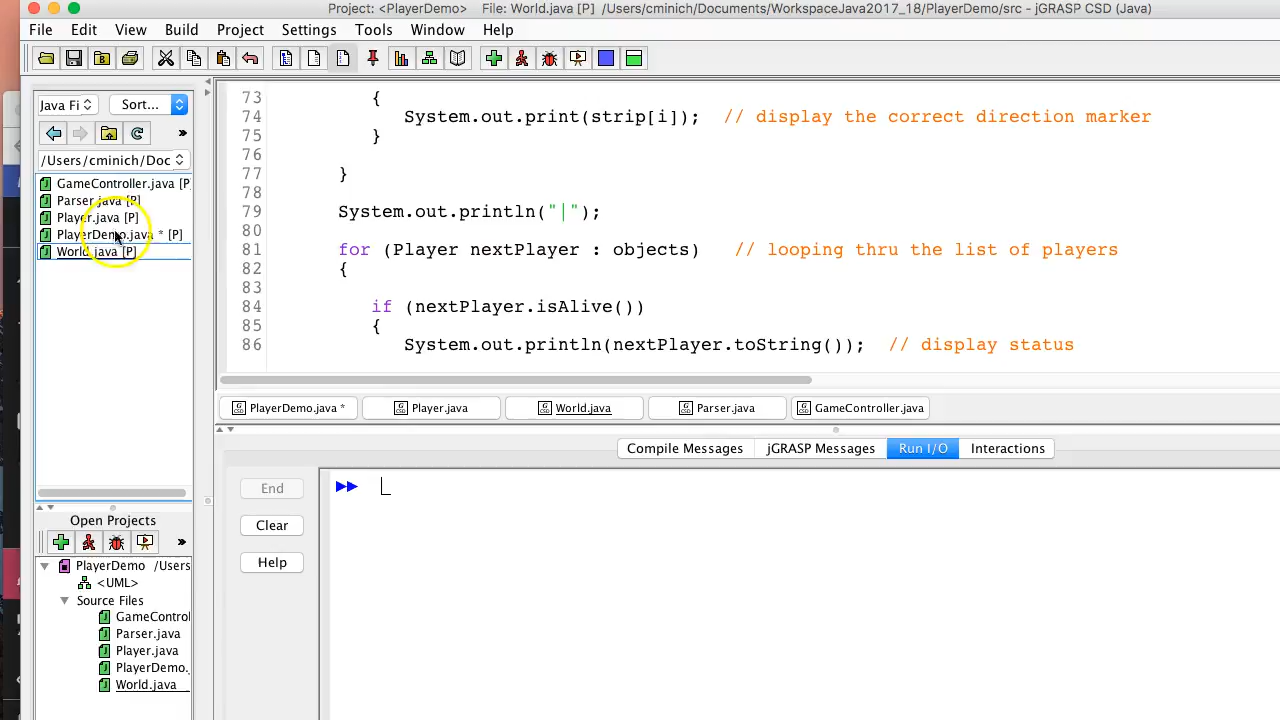 Project: <PlayerDemo>   File: World.java [P]  /Users/cminich/Documents/WorkspaceJava2017_18/PlayerDemo/src - jGRASP CSD (Java)
File Edit View Build Project Settings Tools Window Help
Java Fi
Sort...
/Users/cminich/Doc
GameController.java [P
Parser.java [P]
Player.java [P]
PlayerDemo.java * [P]
World.java [P]
73 {
74 System.out.print(strip[i]);  // display the correct direction marker
75 }
76
77 }
78
79 System.out.println("|");
80
81 for (Player nextPlayer : objects)   // looping thru the list of players
82 {
83
84 if (nextPlayer.isAlive())
85 {
86 System.out.println(nextPlayer.toString());  // display status
PlayerDemo.java * Player.java World.java Parser.java GameController.java
Compile Messages jGRASP Messages Run I/O Interactions
End
Clear
Help
Open Projects
PlayerDemo /Users
<UML>
Source Files
GameControl
Parser.java
Player.java
PlayerDemo.
World.java